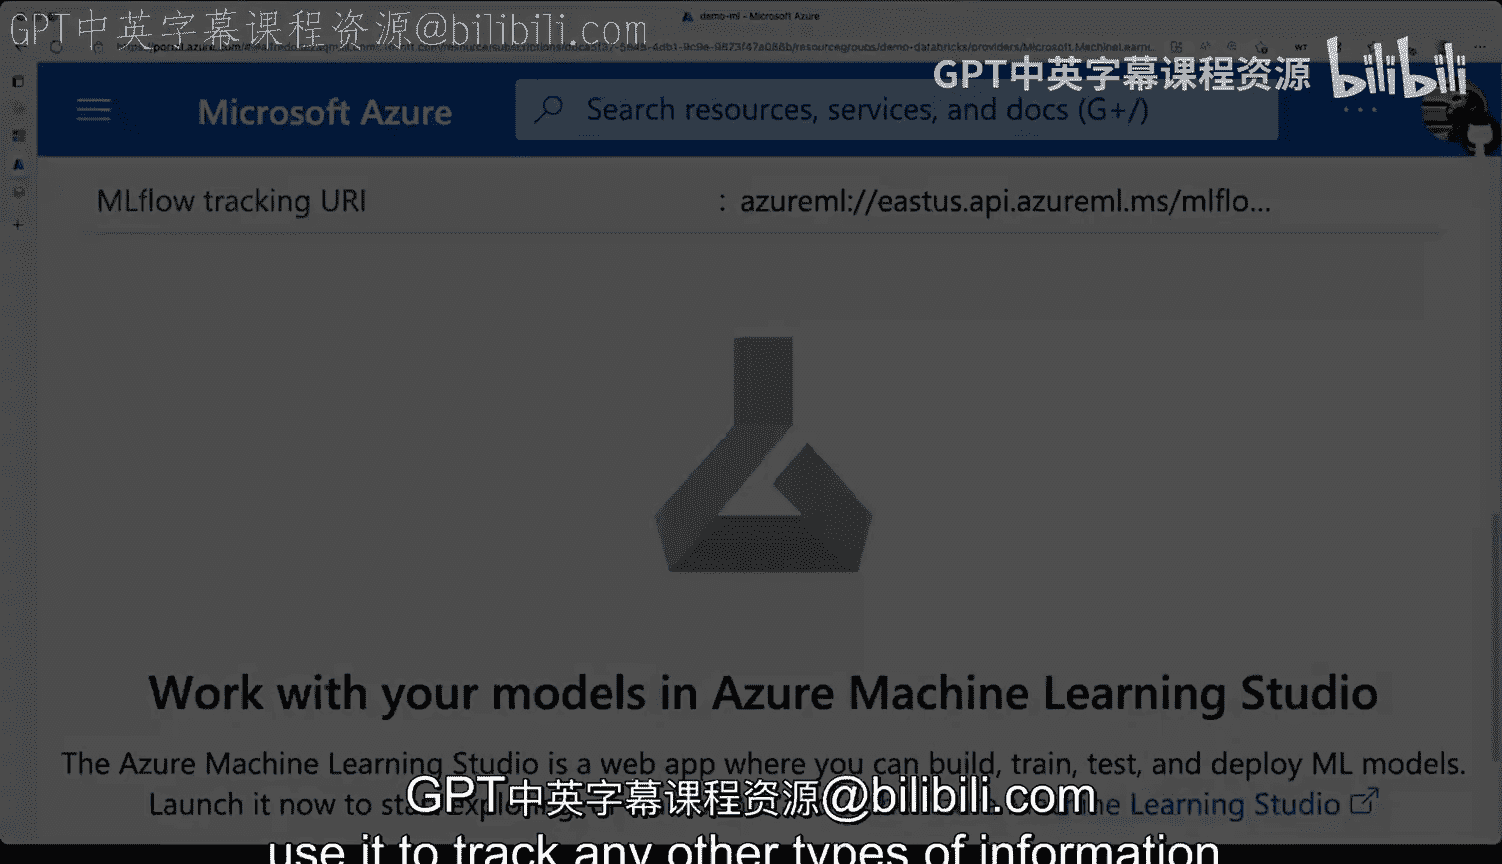 GPT中英字幕课程资源@bilibili.com
demo-ml - Microsoft Azure
GPT中英字幕课程资源 bilibili
Microsoft Azure
Search resources, services, and docs (G+/)
MLflow tracking URI : azureml://eastus.api.azureml.ms/mlflo...
Work with your models in Azure Machine Learning Studio
The Azure Machine Learning Studio is a web app where you can build, train, test, and deploy ML models.
Launch it now to Learning Studio
GPT中英字幕课程资源@bilibili.com
use it to track any other types of information